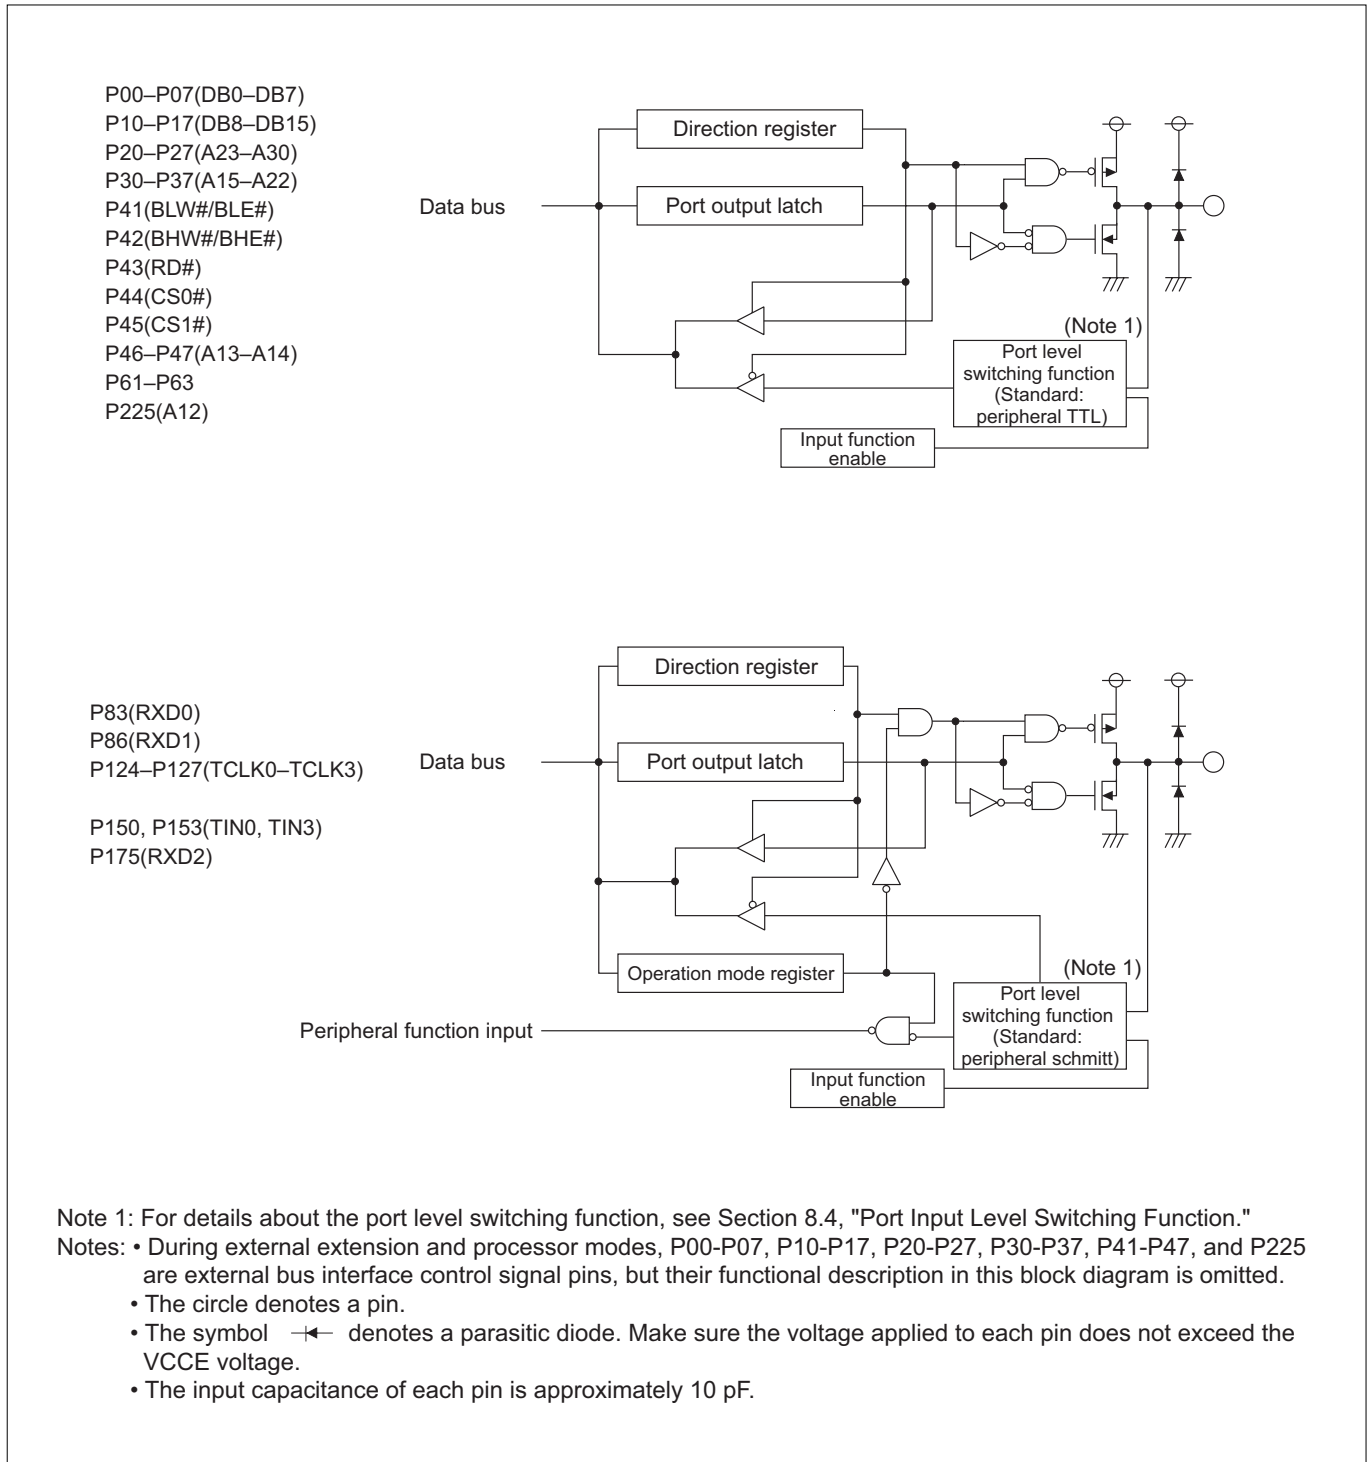 P00–P07(DB0–DB7)
P10–P17(DB8–DB15)
P20–P27(A23–A30)
P30–P37(A15–A22)
P41(BLW#/BLE#)
P42(BHW#/BHE#)
P43(RD#)
P44(CS0#)
P45(CS1#)
P46–P47(A13–A14)
P61–P63
P225(A12)
Data bus
Direction register
Port output latch
(Note 1)
Port level
switching function
(Standard:
peripheral TTL)
Input function
enable
P83(RXD0)
P86(RXD1)
P124–P127(TCLK0–TCLK3)
P150, P153(TIN0, TIN3)
P175(RXD2)
Data bus
Direction register
Port output latch
Operation mode register
Peripheral function input
(Note 1)
Port level
switching function
(Standard:
peripheral schmitt)
Input function
enable
Note 1: For details about the port level switching function, see Section 8.4, "Port Input Level Switching Function."
Notes: • During external extension and processor modes, P00-P07, P10-P17, P20-P27, P30-P37, P41-P47, and P225
are external bus interface control signal pins, but their functional description in this block diagram is omitted.
• The circle denotes a pin.
• The symbol denotes a parasitic diode. Make sure the voltage applied to each pin does not exceed the
VCCE voltage.
• The input capacitance of each pin is approximately 10 pF.